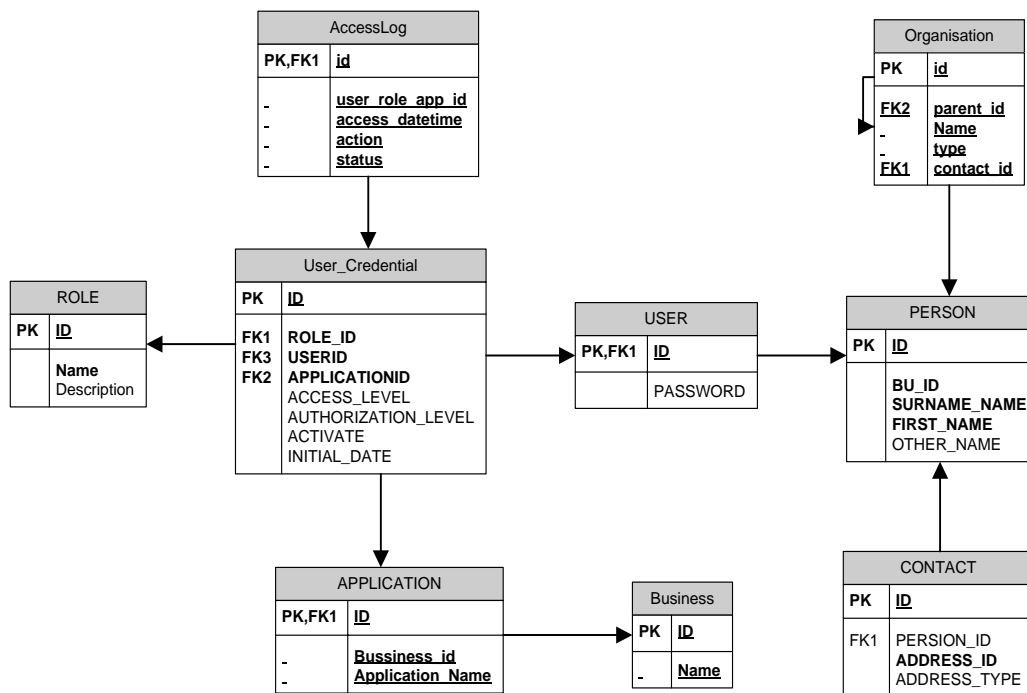 AccessLog
PK,FK1 id
- user_role_app_id
- access_datetime
- action
- status
Organisation
PK id
FK2 parent_id
- Name
- type
FK1 contact_id
User_Credential
PK ID
FK1 ROLE_ID
FK3 USERID
FK2 APPLICATIONID
ACCESS_LEVEL
AUTHORIZATION_LEVEL
ACTIVATE
INITIAL_DATE
ROLE
PK ID
Name
Description
USER
PK,FK1 ID
PASSWORD
PERSON
PK ID
BU_ID
SURNAME_NAME
FIRST_NAME
OTHER_NAME
APPLICATION
PK,FK1 ID
- Bussiness_id
- Application_Name
Business
PK ID
- Name
CONTACT
PK ID
FK1 PERSION_ID
ADDRESS_ID
ADDRESS_TYPE